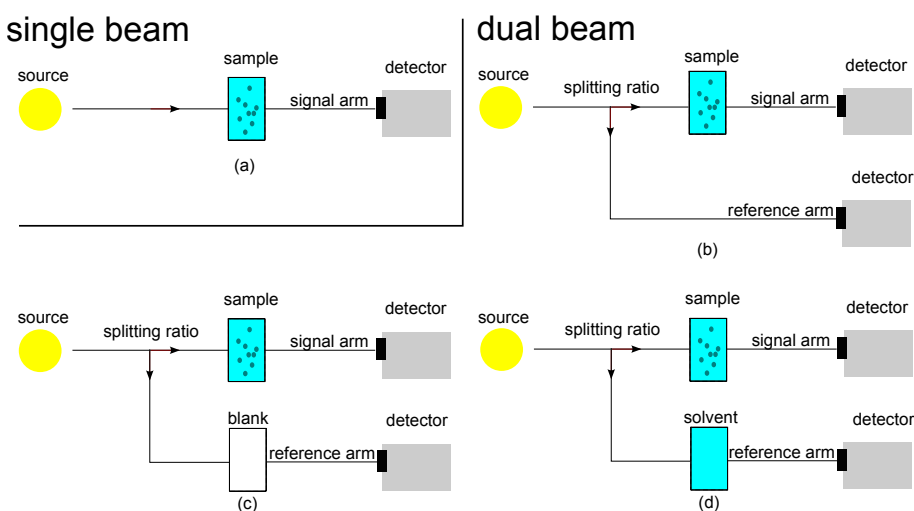 single beam
source
sample
detector
signal arm
(a)
dual beam
source
splitting ratio
sample
detector
signal arm
detector
reference arm
(b)
source
splitting ratio
sample
detector
signal arm
blank
detector
reference arm
(c)
source
splitting ratio
sample
detector
signal arm
solvent
detector
reference arm
(d)